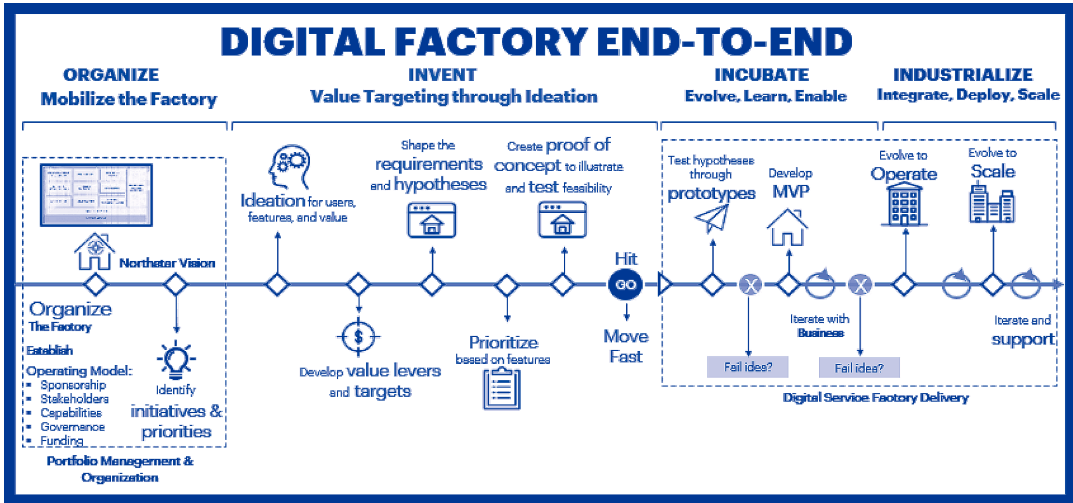 DIGITAL FACTORY END-TO-END
ORGANIZE
Mobilize the Factory
INVENT
Value Targeting through Ideation
INCUBATE
Evolve, Learn, Enable
INDUSTRIALIZE
Integrate, Deploy, Scale
Northstar Vision
Organize
The Factory
Establish
Operating Model:
▪ Sponsorship
▪ Stakeholders
▪ Capabilities
▪ Governance
▪ Funding
Identify
initiatives &
priorities
Portfolio Management &
Organization
Ideation for users,
features, and value
$
Develop value levers
and targets
Shape the
requirements
and hypotheses
Prioritize
based on features
Create proof of
concept to illustrate
and test feasibility
Hit
GO
Move
Fast
Test hypotheses
through
prototypes
X
Fail idea?
Develop
MVP
Iterate with
Business
X
Fail idea?
Evolve to
Operate
Evolve to
Scale
Iterate and
support
Digital Service Factory Delivery